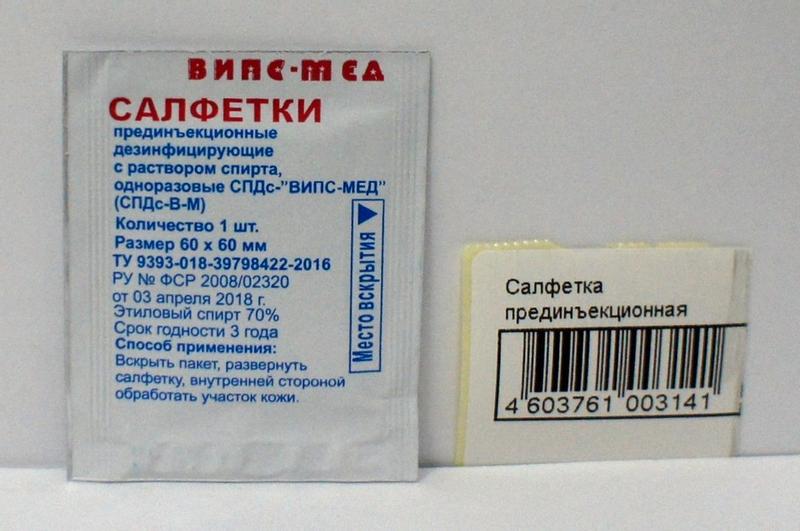 ВИПС-МЕД
САЛФЕТКИ
прединъекционные
дезинфицирующие
с раствором спирта,
одноразовые СПДс-"ВИПС-МЕД"
(СПДс-В-М)
Количество 1 шт.
Размер 60 х 60 мм
ТУ 9393-018-39798422-2016
РУ № ФСР 2008/02320
от 03 апреля 2018 г.
Этиловый спирт 70%
Срок годности 3 года
Способ применения:
Вскрыть пакет, развернуть
салфетку, внутренней стороной
обработать участок кожи.
Место вскрытия
Салфетка
прединъекционная
4 603761 003141